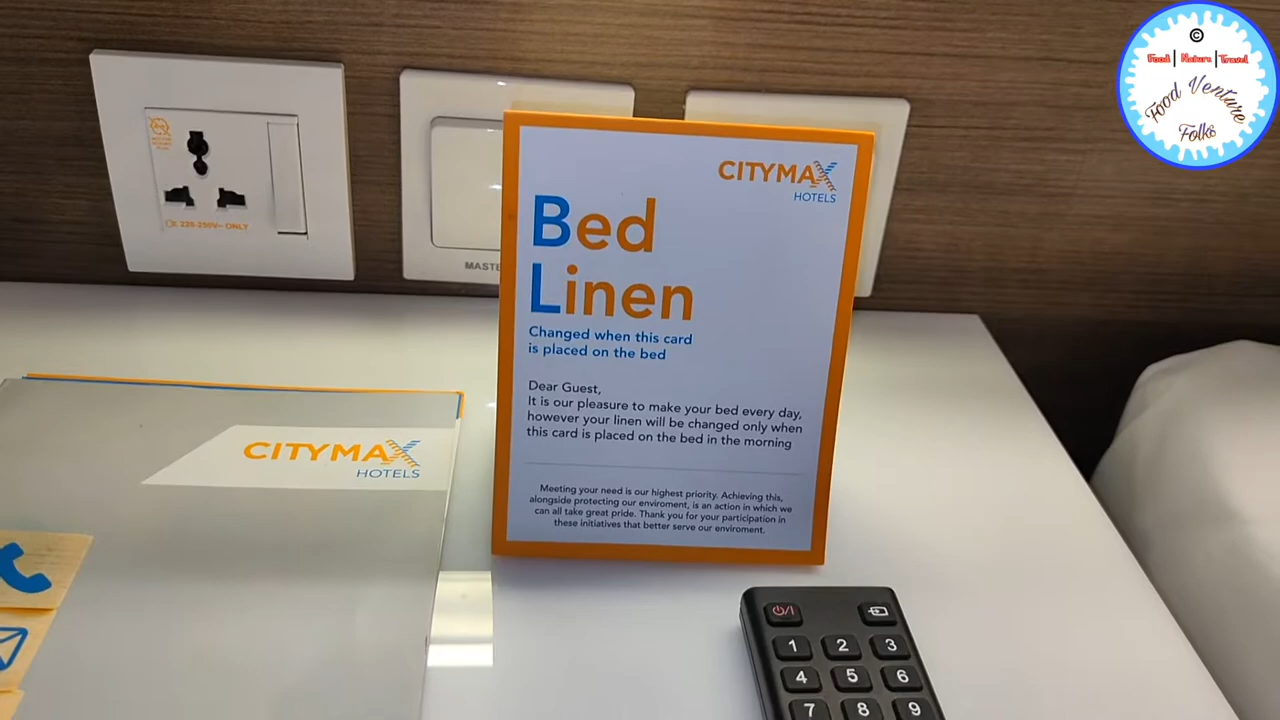 ©
Food | Nature | Travel
Food Venture
Folks
220-250V~ ONLY
MASTE
CITYMAX
HOTELS
Bed
Linen
Changed when this card
is placed on the bed
Dear Guest,
It is our pleasure to make your bed every day,
however your linen will be changed only when
this card is placed on the bed in the morning
Meeting your need is our highest priority. Achieving this,
alongside protecting our enviroment, is an action in which we
can all take great pride. Thank you for your participation in
these initiatives that better serve our enviroment.
CITYMAX
HOTELS
1 2 3
4 5 6
7 8 9